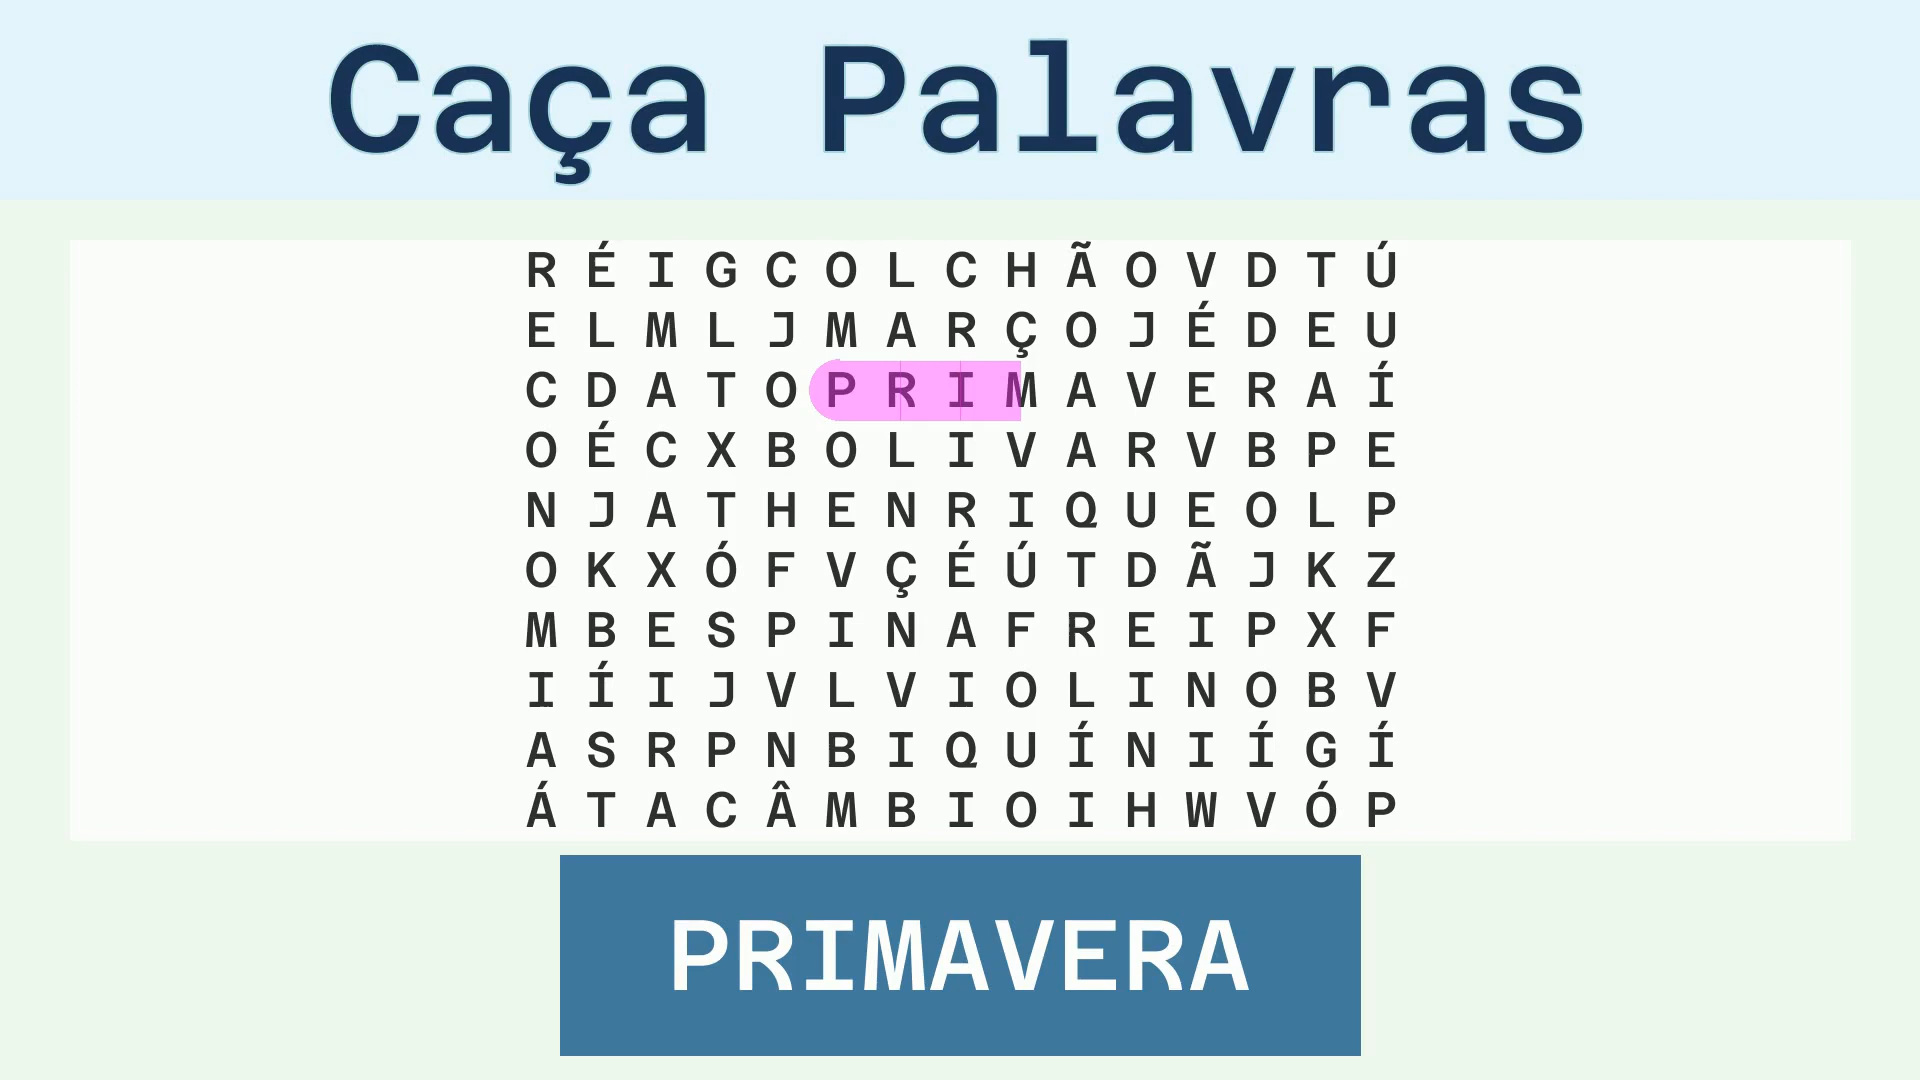 Caça Palavras
R É I G C O L C H Ã O V D T Ú
E L M L J M A R Ç O J É D E U
C D A T O P R I M A V E R A Í
O É C X B O L I V A R V B P E
N J A T H E N R I Q U E O L P
O K X Ó F V Ç É Ú T D Ã J K Z
M B E S P I N A F R E I P X F
I Í I J V L V I O L I N O B V
A S R P N B I Q U Í N I Í G Í
Á T A C Â M B I O I H W V Ó P
PRIMAVERA